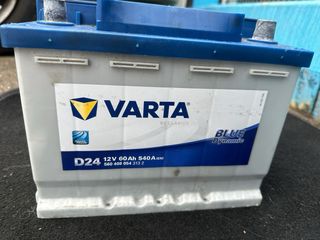 VARTA
BLUE
Dynamic
D24 12V 60Ah 540A
560 408 054 313 2